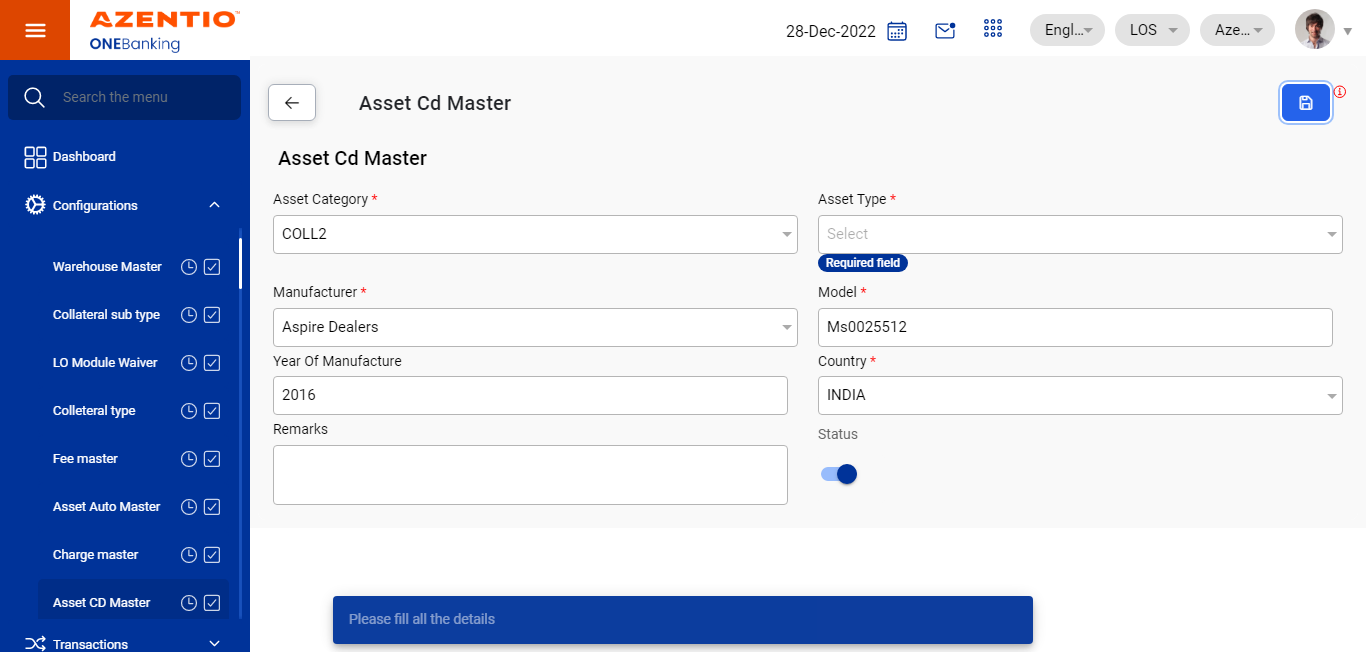 AZENTIO™
ONEBanking
28-Dec-2022
Engl...
LOS
Aze...
Search the menu
Dashboard
Configurations
Warehouse Master
Collateral sub type
LO Module Waiver
Colleteral type
Fee master
Asset Auto Master
Charge master
Asset CD Master
Transactions
Asset Cd Master
Asset Cd Master
Asset Category *
COLL2
Asset Type *
Select
Required field
Manufacturer *
Aspire Dealers
Model *
Ms0025512
Year Of Manufacture
2016
Country *
INDIA
Remarks
Status
Please fill all the details